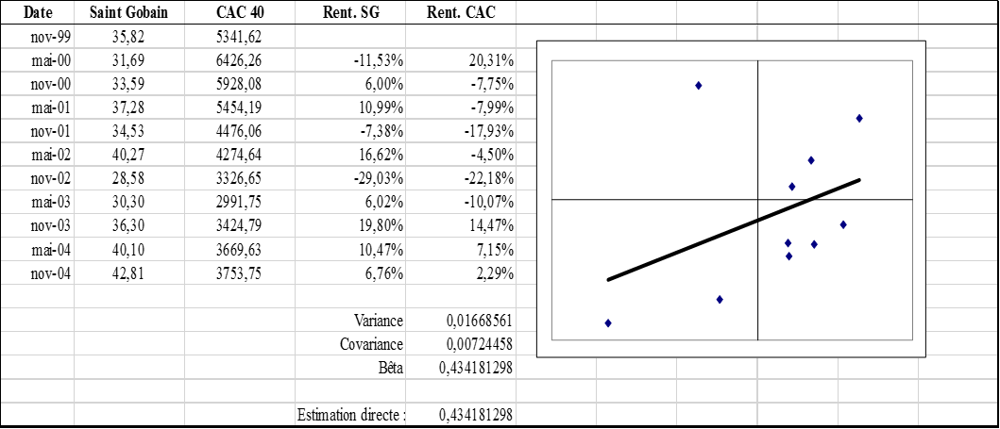 Date Saint Gobain CAC 40 Rent. SG Rent. CAC
nov-99 35,82 5341,62
mai-00 31,69 6426,26 -11,53% 20,31%
nov-00 33,59 5928,08 6,00% -7,75%
mai-01 37,28 5454,19 10,99% -7,99%
nov-01 34,53 4476,06 -7,38% -17,93%
mai-02 40,27 4274,64 16,62% -4,50%
nov-02 28,58 3326,65 -29,03% -22,18%
mai-03 30,30 2991,75 6,02% -10,07%
nov-03 36,30 3424,79 19,80% 14,47%
mai-04 40,10 3669,63 10,47% 7,15%
nov-04 42,81 3753,75 6,76% 2,29%
Variance 0,01668561
Covariance 0,00724458
Bêta 0,434181298
Estimation directe : 0,434181298